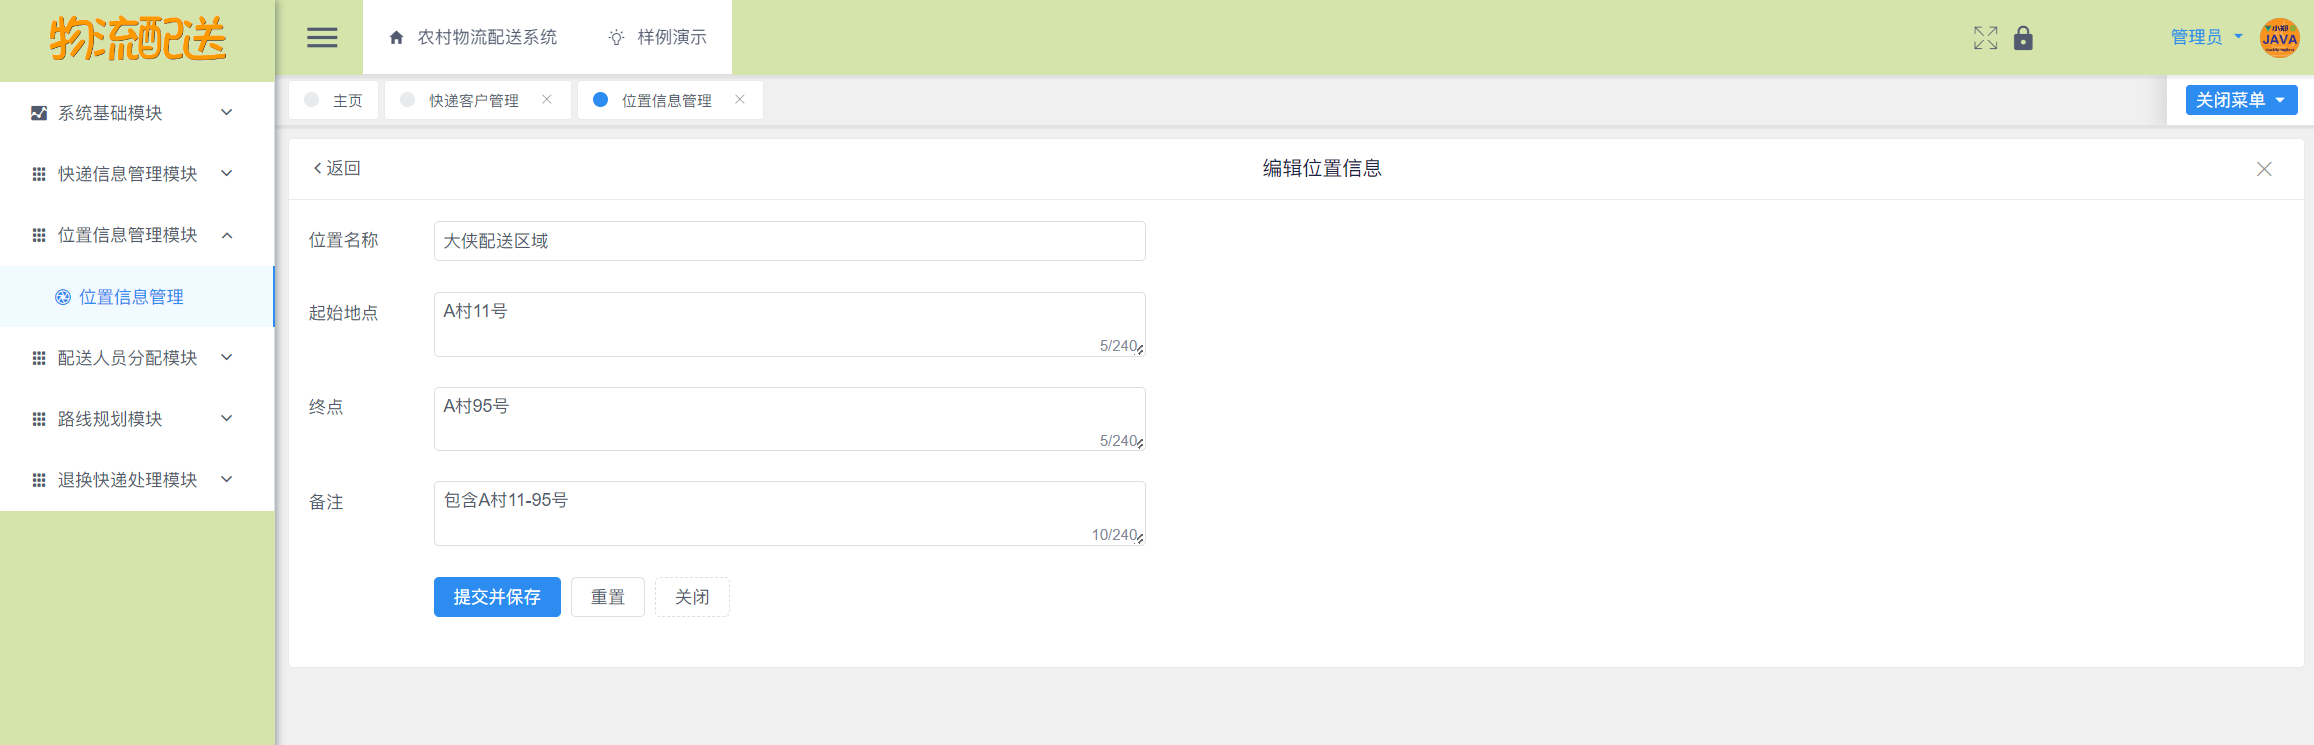 物流配送
农村物流配送系统
样例演示
管理员
小郑
JAVA
系统基础模块
快递信息管理模块
位置信息管理模块
位置信息管理
配送人员分配模块
路线规划模块
退换快递处理模块
主页
快递客户管理
位置信息管理
关闭菜单
返回
编辑位置信息
位置名称
大侠配送区域
起始地点
A村11号
5/240
终点
A村95号
5/240
备注
包含A村11-95号
10/240
提交并保存
重置
关闭